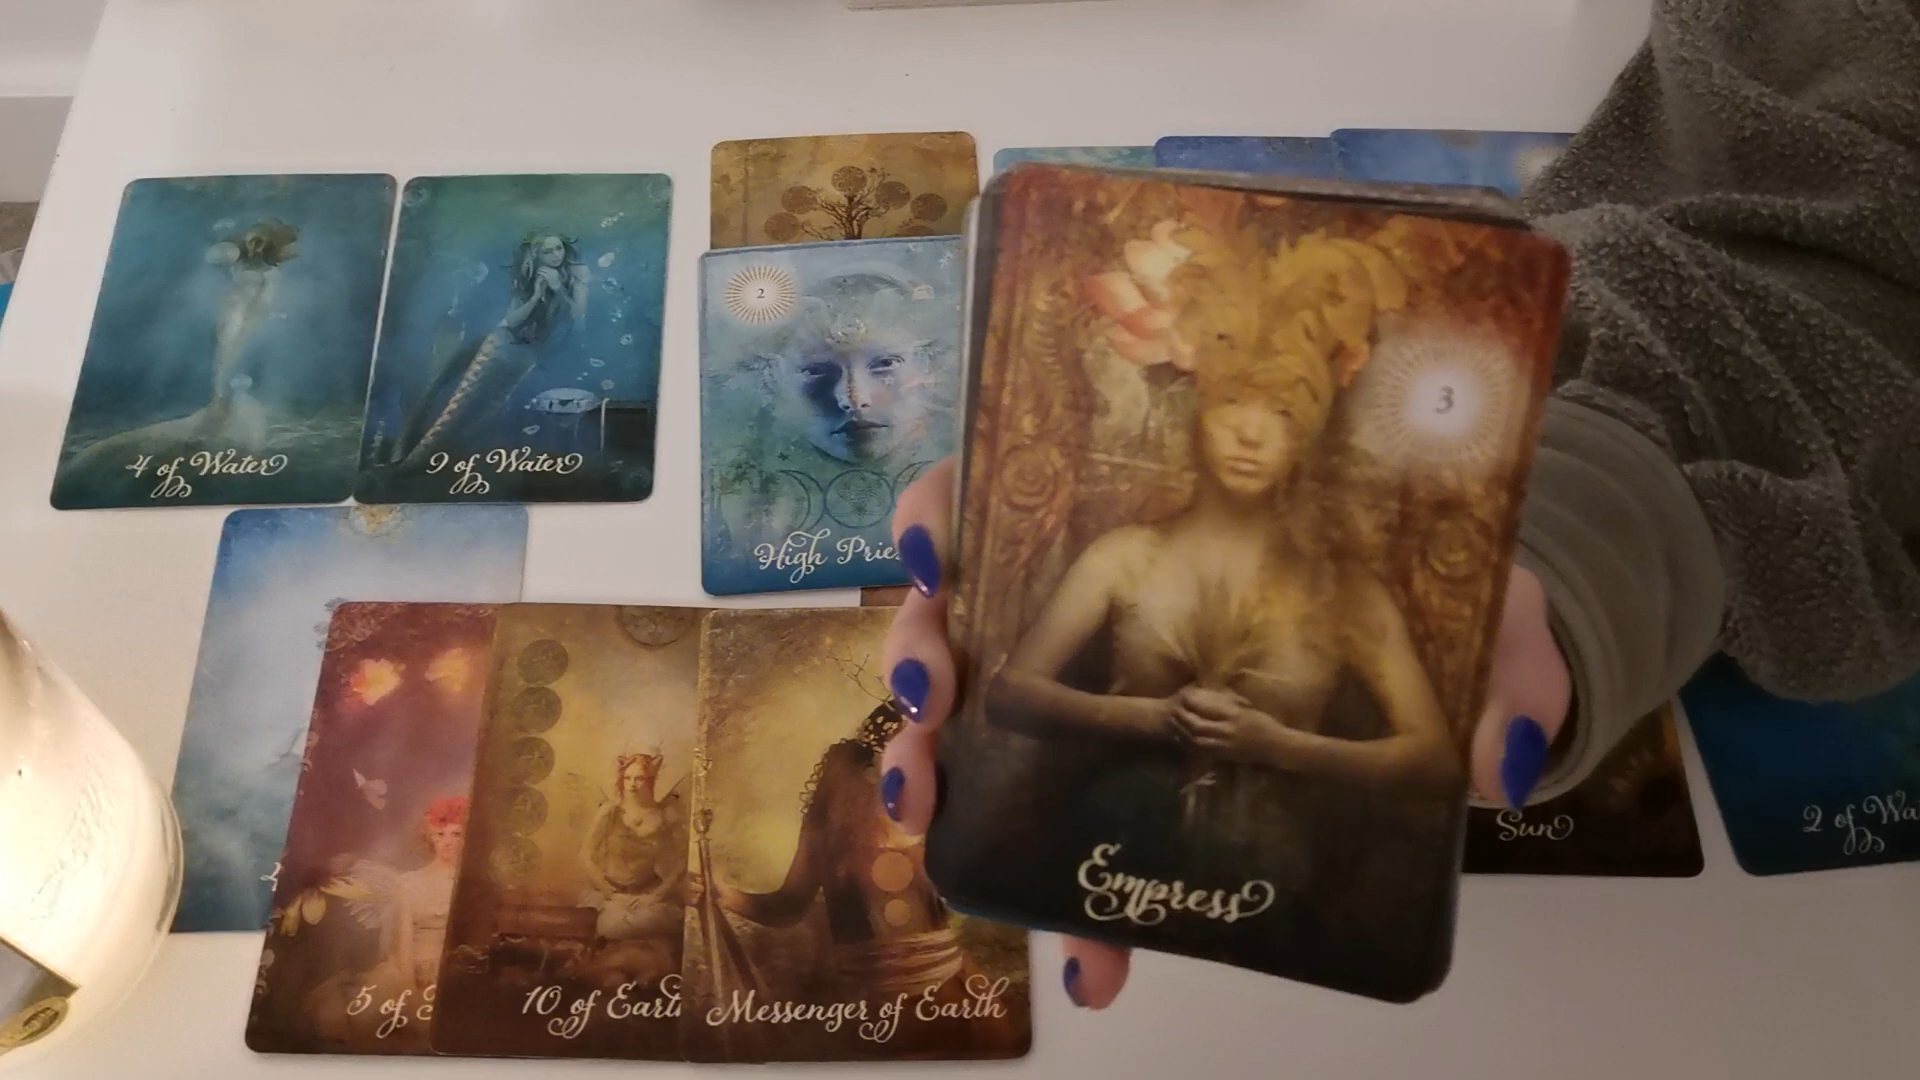 4 of Water
9 of Water
2
High Prie
3
Empress
Sun
2 of Wa
5 of
10 of Earth
Messenger of Earth